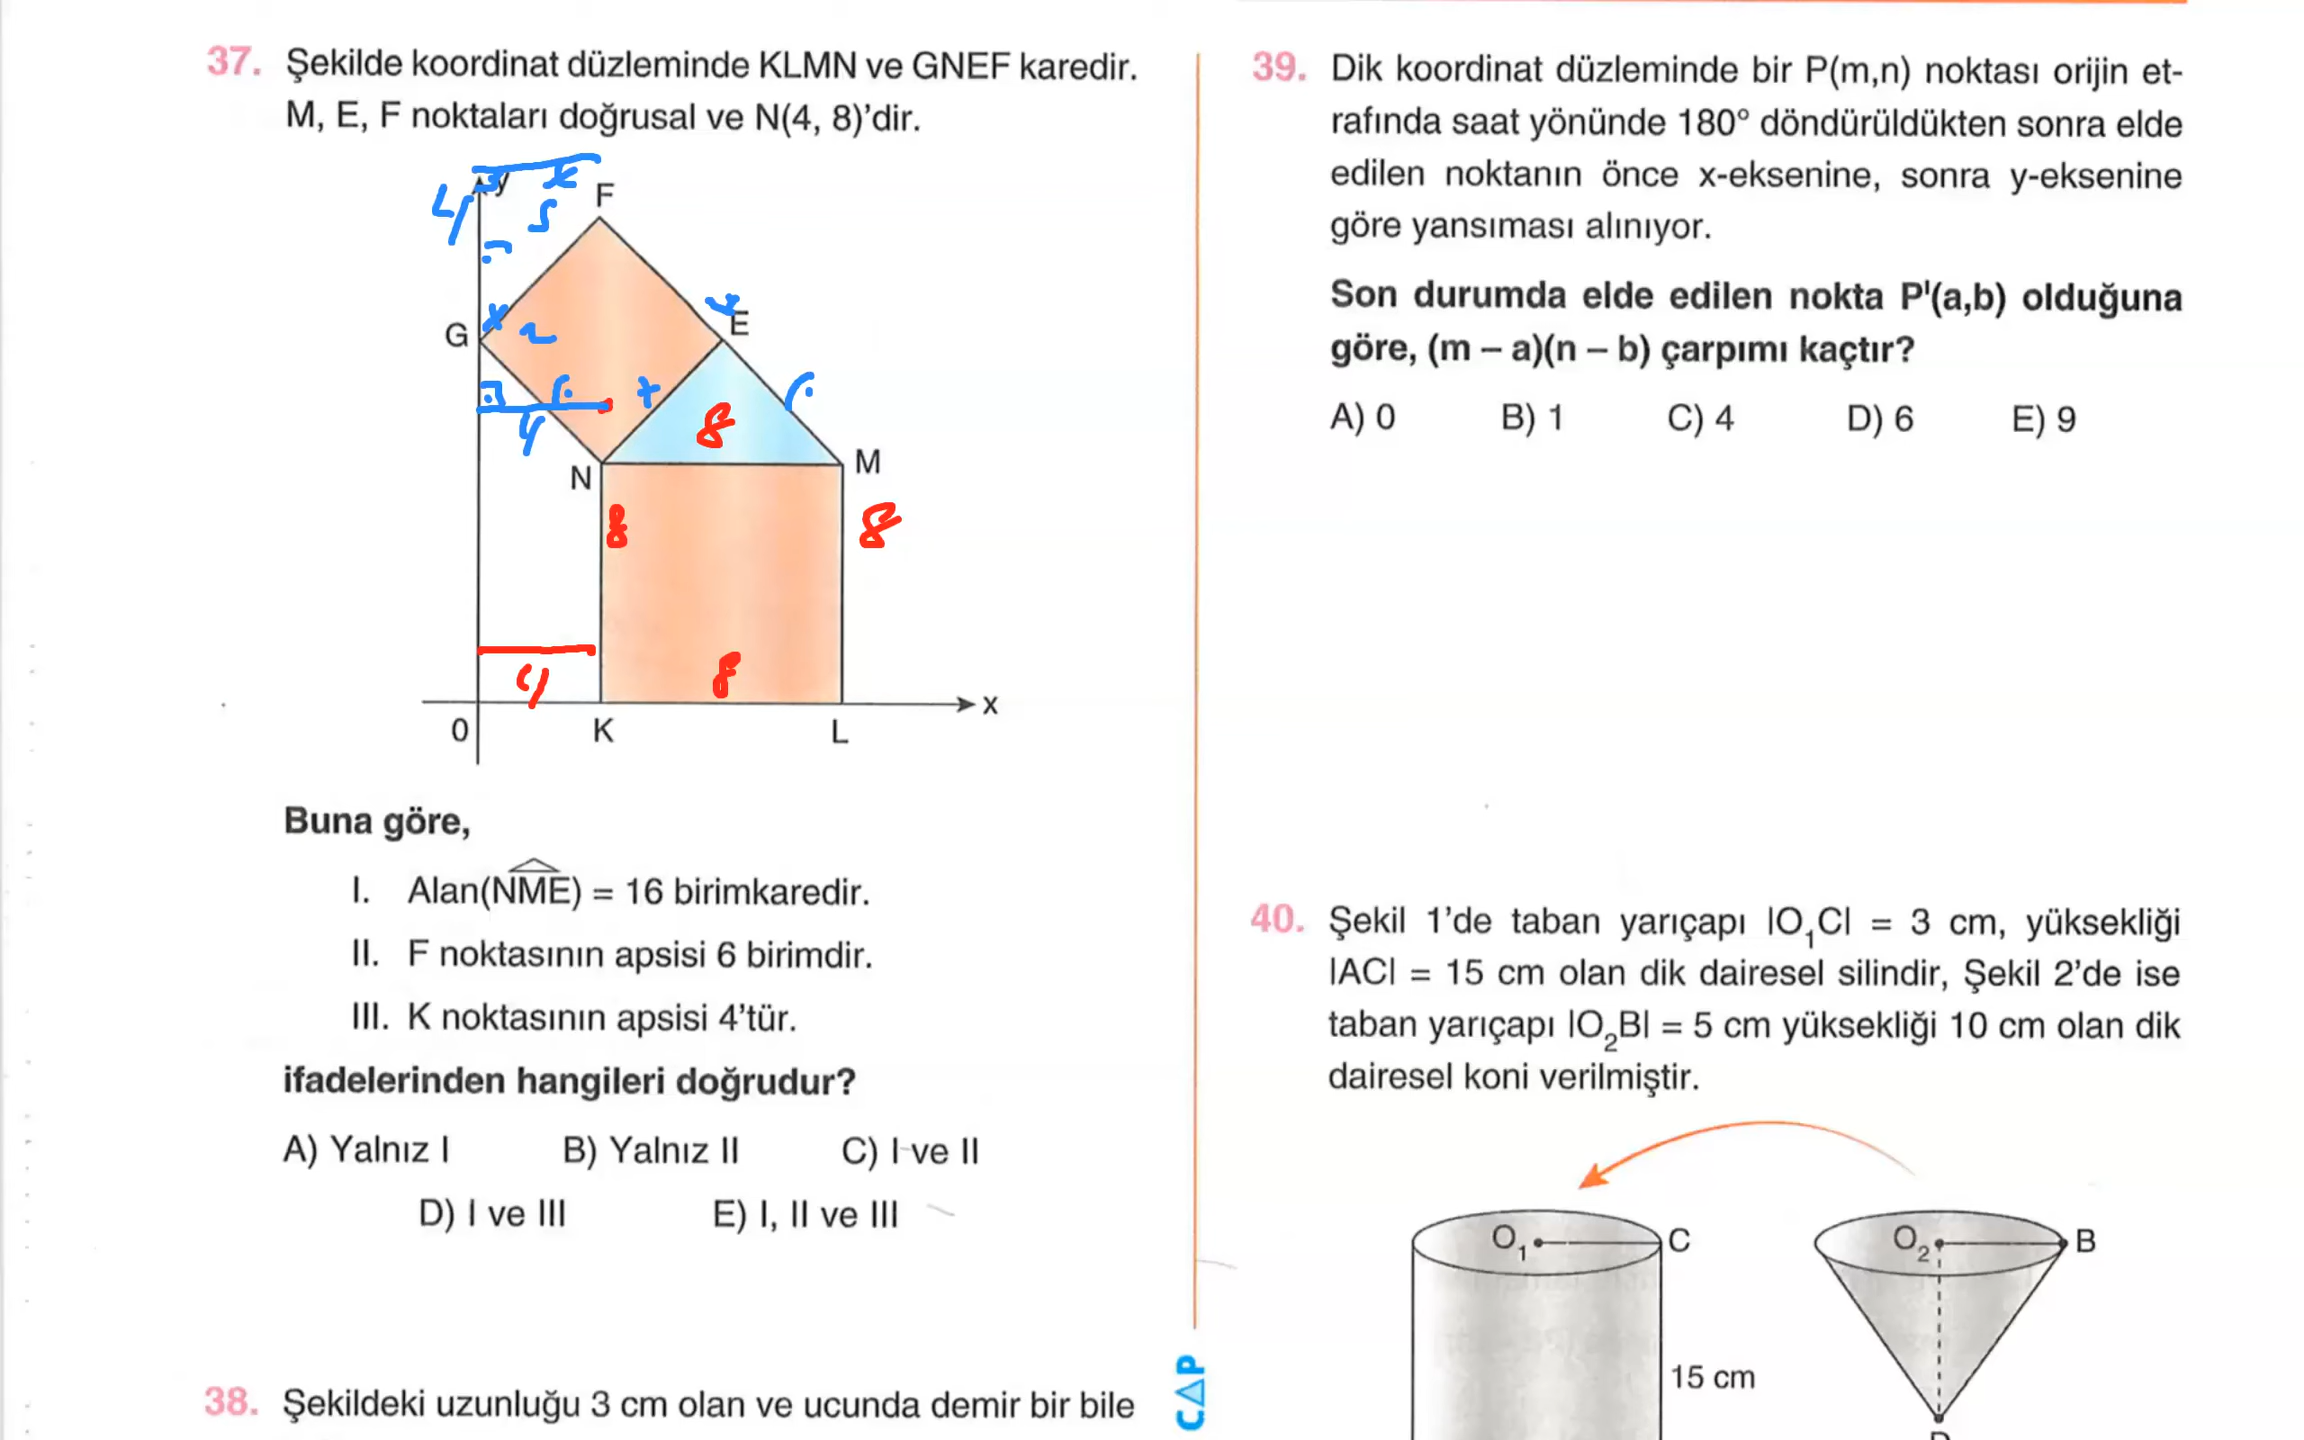 37. Şekilde koordinat düzleminde KLMN ve GNEF karedir.
M, E, F noktaları doğrusal ve N(4, 8)'dir.
4
y
x
5
F
x
G
2
E
x
4
8
N
M
8
8
4
8
x
0
K
L
Buna göre,
I. Alan(NME) = 16 birimkaredir.
II. F noktasının apsisi 6 birimdir.
III. K noktasının apsisi 4'tür.
ifadelerinden hangileri doğrudur?
A) Yalnız I B) Yalnız II C) I ve II
D) I ve III E) I, II ve III
38. Şekildeki uzunluğu 3 cm olan ve ucunda demir bir bile
CAP
39. Dik koordinat düzleminde bir P(m,n) noktası orijin et-
rafında saat yönünde 180° döndürüldükten sonra elde
edilen noktanın önce x-eksenine, sonra y-eksenine
göre yansıması alınıyor.
Son durumda elde edilen nokta P'(a,b) olduğuna
göre, (m – a)(n – b) çarpımı kaçtır?
A) 0 B) 1 C) 4 D) 6 E) 9
40. Şekil 1'de taban yarıçapı |O₁C| = 3 cm, yüksekliği
|AC| = 15 cm olan dik dairesel silindir, Şekil 2'de ise
taban yarıçapı |O₂B| = 5 cm yüksekliği 10 cm olan dik
dairesel koni verilmiştir.
O₁ C O₂ B
15 cm